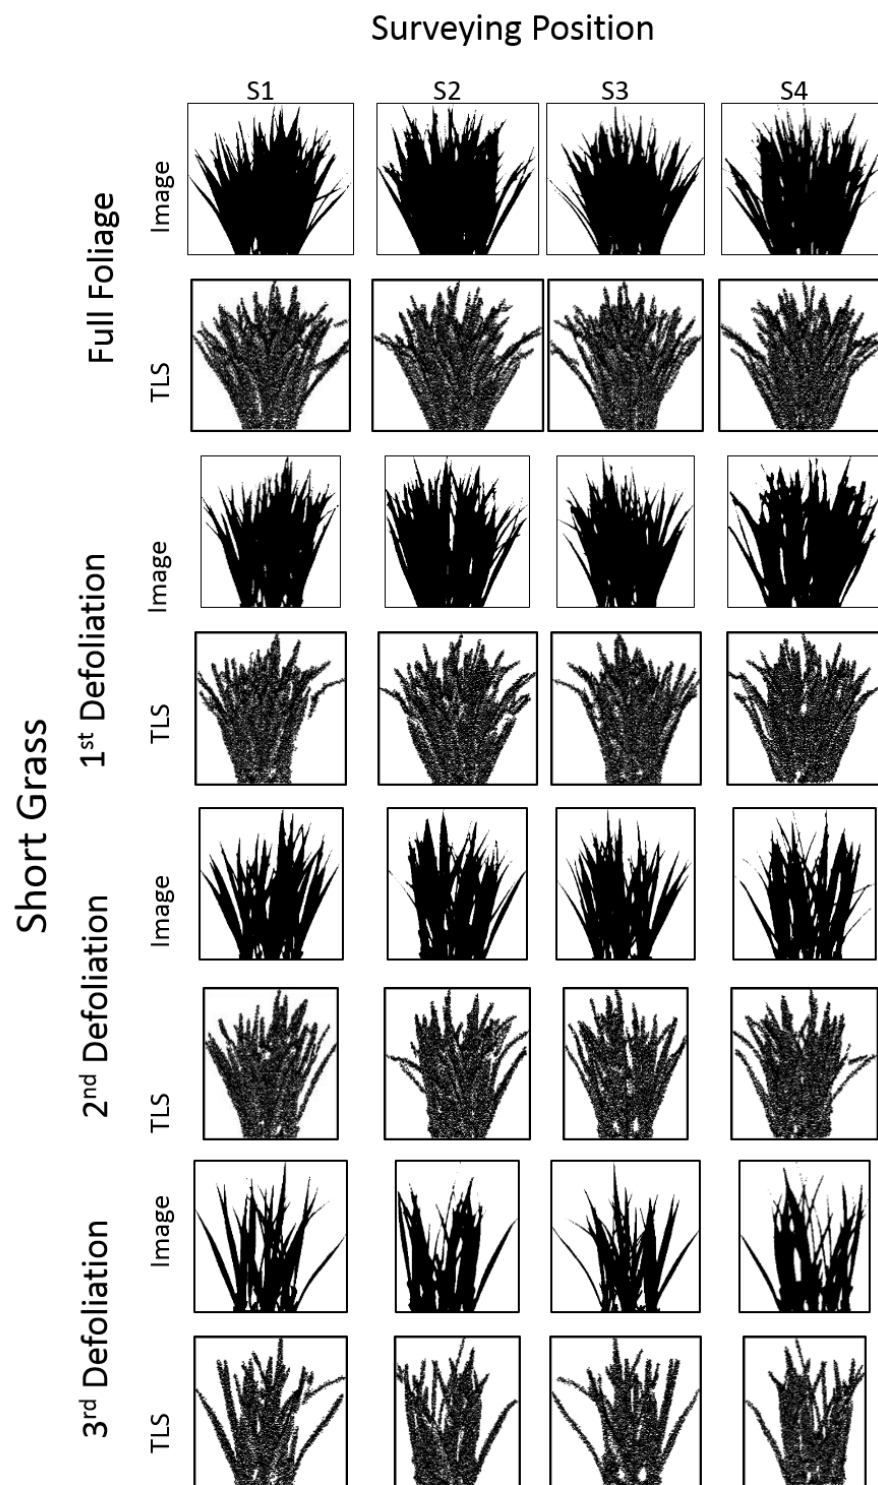 Surveying Position
S1 S2 S3 S4
Short Grass
Full Foliage
Image
TLS
1st Defoliation
Image
TLS
2nd Defoliation
Image
TLS
3rd Defoliation
Image
TLS